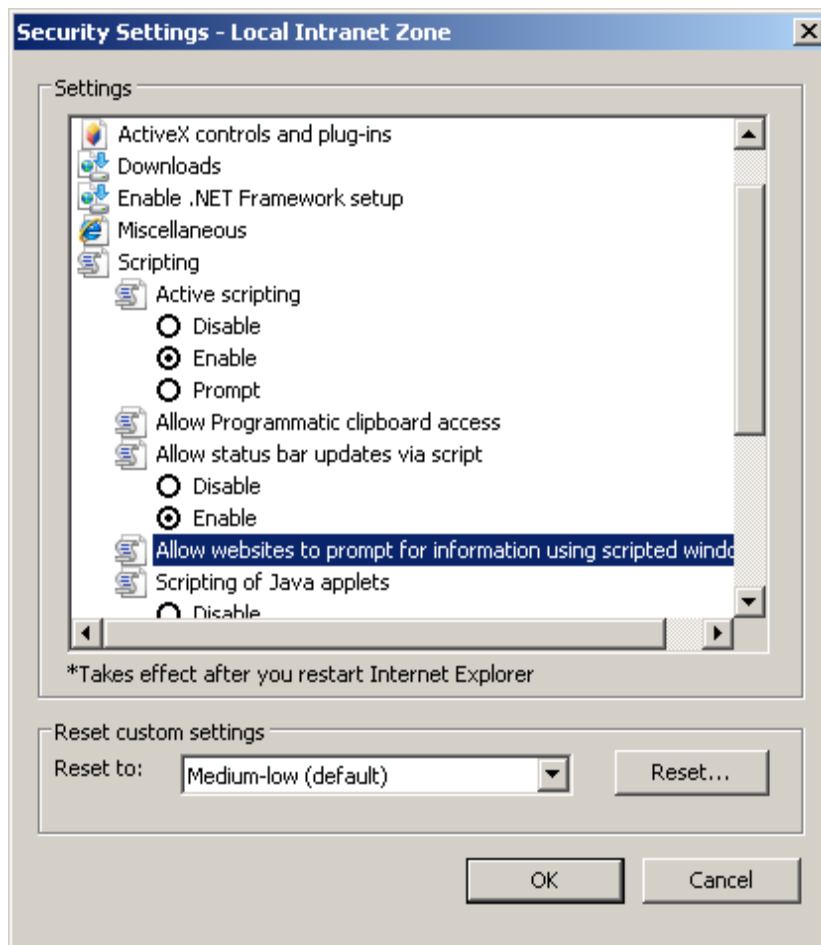 Security Settings - Local Intranet Zone
Settings
ActiveX controls and plug-ins
Downloads
Enable .NET Framework setup
Miscellaneous
Scripting
Active scripting
Disable
Enable
Prompt
Allow Programmatic clipboard access
Allow status bar updates via script
Disable
Enable
Allow websites to prompt for information using scripted windo
Scripting of Java applets
Disable
*Takes effect after you restart Internet Explorer
Reset custom settings
Reset to:
Medium-low (default)
Reset...
OK
Cancel